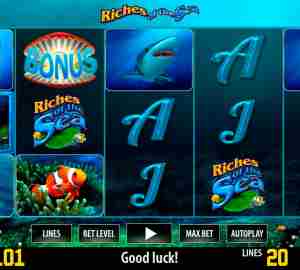 Riches of the Sea
BONUS
A
A
Riches of the Sea
J
J
Riches of the Sea
A
J
LINES
BET LEVEL
MAX BET
AUTOPLAY
.01
Good luck!
LINES 20